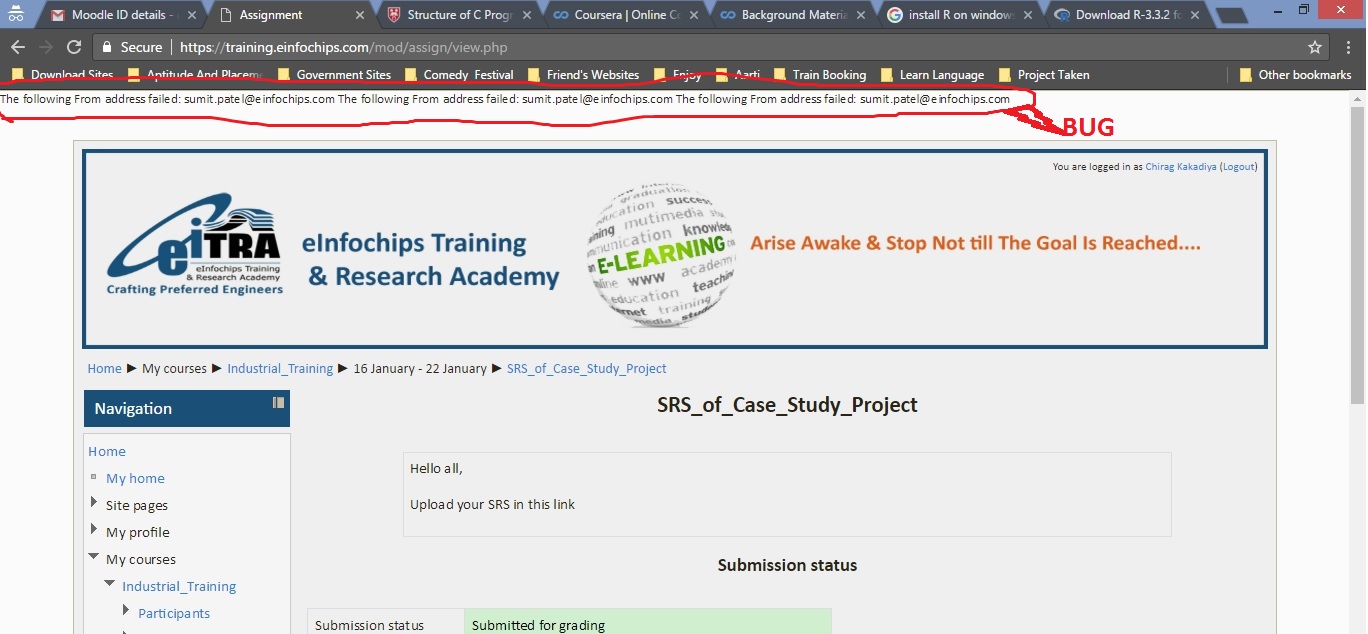 Moodle ID details -
Assignment
Structure of C Progr
Coursera | Online C
Background Materia
install R on window
Download R-3.3.2 fo
Secure
https://training.einfochips.com/mod/assign/view.php
Download Sites
Aptitude And Placem
Government Sites
Comedy Festival
Friend's Websites
Enjoy
Aarti
Train Booking
Learn Language
Project Taken
Other bookmarks
The following From address failed: sumit.patel@einfochips.com The following From address failed: sumit.patel@einfochips.com The following From address failed: sumit.patel@einfochips.com
BUG
You are logged in as Chirag Kakadiya (Logout)
eiTRA
eInfochips Training
& Research Academy
Crafting Preferred Engineers
eInfochips Training
& Research Academy
graduation
education success
mutimedia
knowle
E-LEARNING
WWW academy
online
teachin
education
training
media
Arise Awake & Stop Not till The Goal Is Reached....
Home ► My courses ► Industrial_Training ► 16 January - 22 January ► SRS_of_Case_Study_Project
Navigation
Home
My home
Site pages
My profile
My courses
Industrial_Training
Participants
SRS_of_Case_Study_Project
Hello all,
Upload your SRS in this link
Submission status
Submission status
Submitted for grading